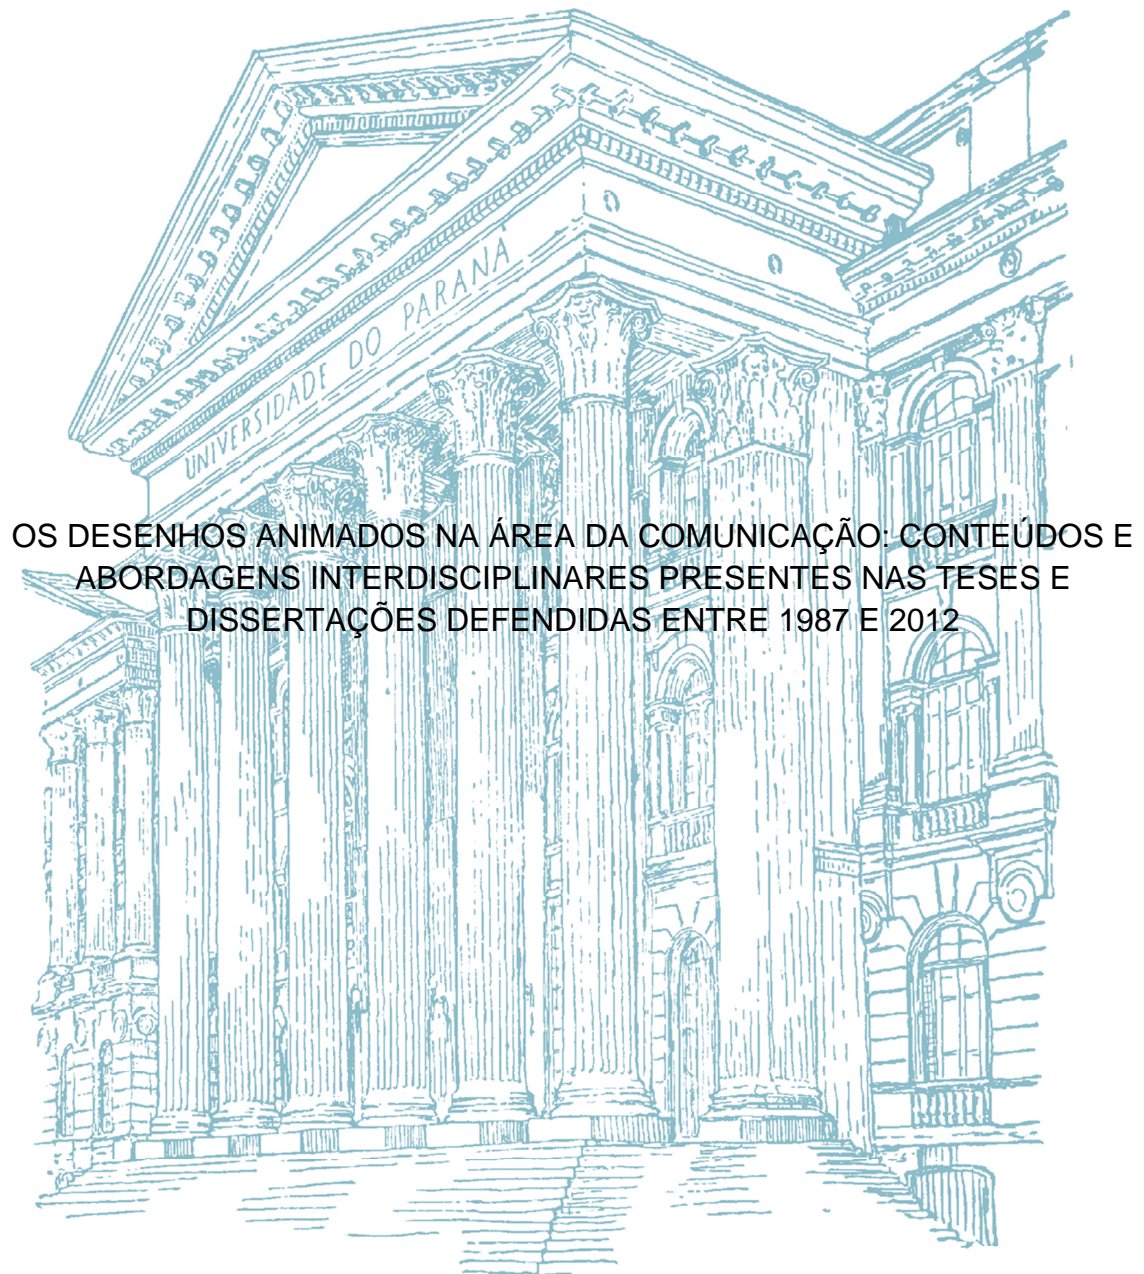 UNIVERSIDADE DO PARANÁ
OS DESENHOS ANIMADOS NA ÁREA DA COMUNICAÇÃO: CONTEÚDOS E
ABORDAGENS INTERDISCIPLINARES PRESENTES NAS TESES E
DISSERTAÇÕES DEFENDIDAS ENTRE 1987 E 2012